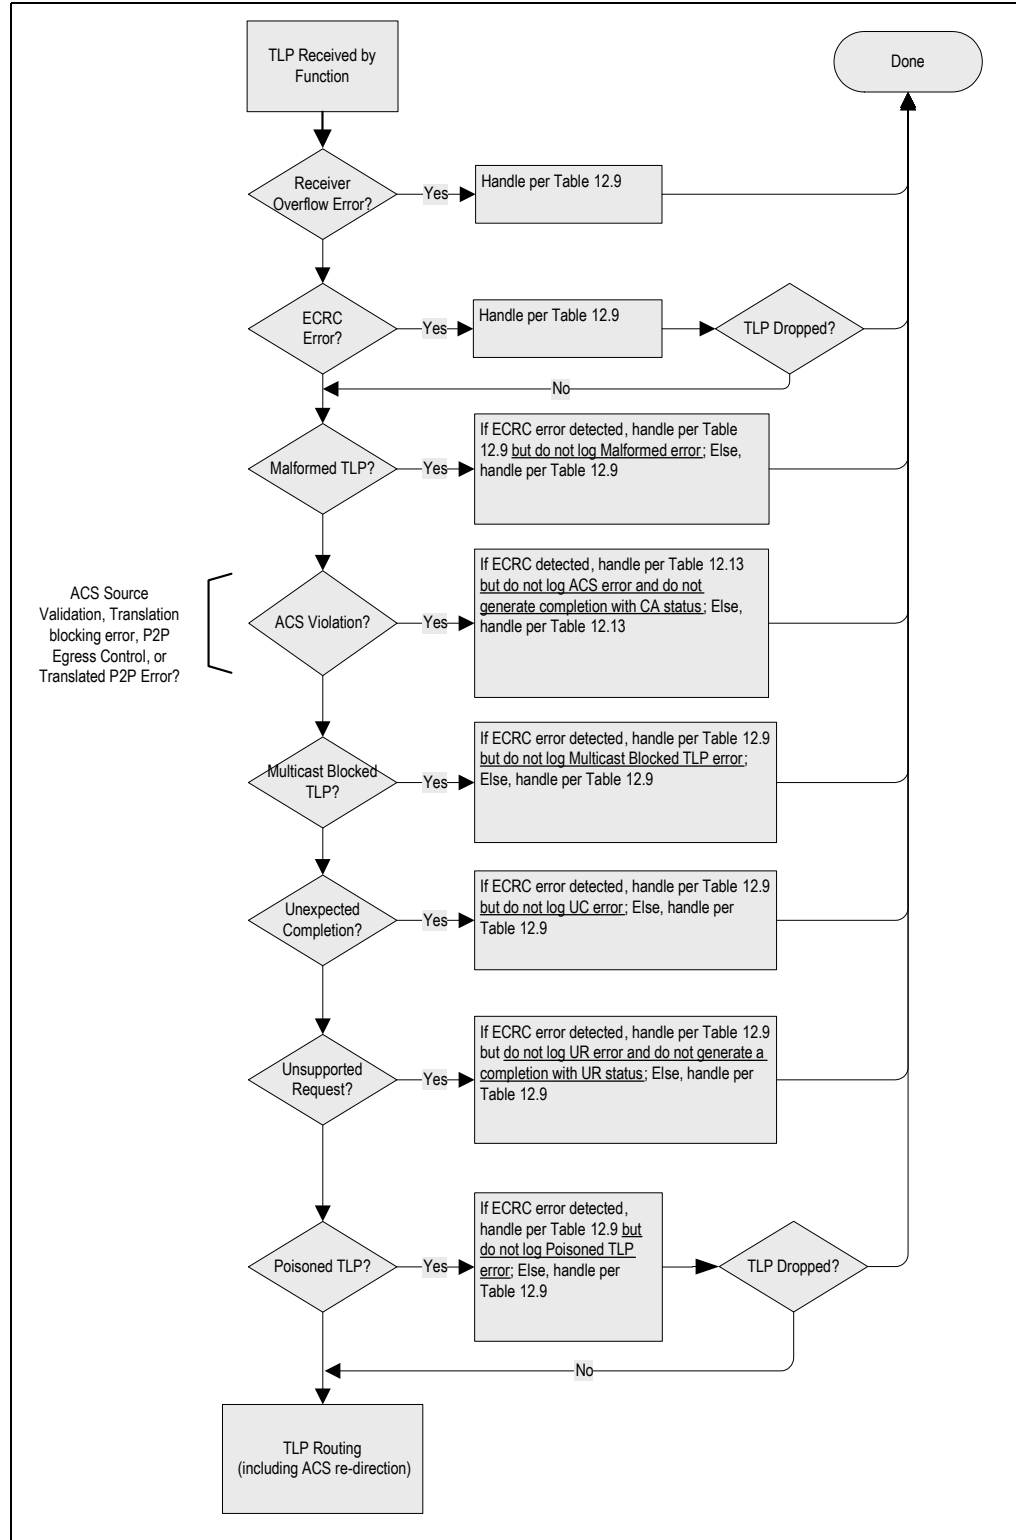 TLP Received by
Function
Done
Receiver
Overflow Error?
Yes
Handle per Table 12.9
ECRC
Error?
Yes
Handle per Table 12.9
TLP Dropped?
No
Malformed TLP?
Yes
If ECRC error detected, handle per Table
12.9 but do not log Malformed error; Else,
handle per Table 12.9
ACS Source
Validation, Translation
blocking error, P2P
Egress Control, or
Translated P2P Error?
ACS Violation?
Yes
If ECRC detected, handle per Table 12.13
but do not log ACS error and do not
generate completion with CA status; Else,
handle per Table 12.13
Multicast Blocked
TLP?
Yes
If ECRC error detected, handle per Table 12.9
but do not log Multicast Blocked TLP error;
Else, handle per Table 12.9
Unexpected
Completion?
Yes
If ECRC error detected, handle per Table 12.9
but do not log UC error; Else, handle per
Table 12.9
Unsupported
Request?
Yes
If ECRC error detected, handle per Table 12.9
but do not log UR error and do not generate a
completion with UR status; Else, handle per
Table 12.9
Poisoned TLP?
Yes
If ECRC error detected,
handle per Table 12.9 but
do not log Poisoned TLP
error; Else, handle per
Table 12.9
TLP Dropped?
No
TLP Routing
(including ACS re-direction)